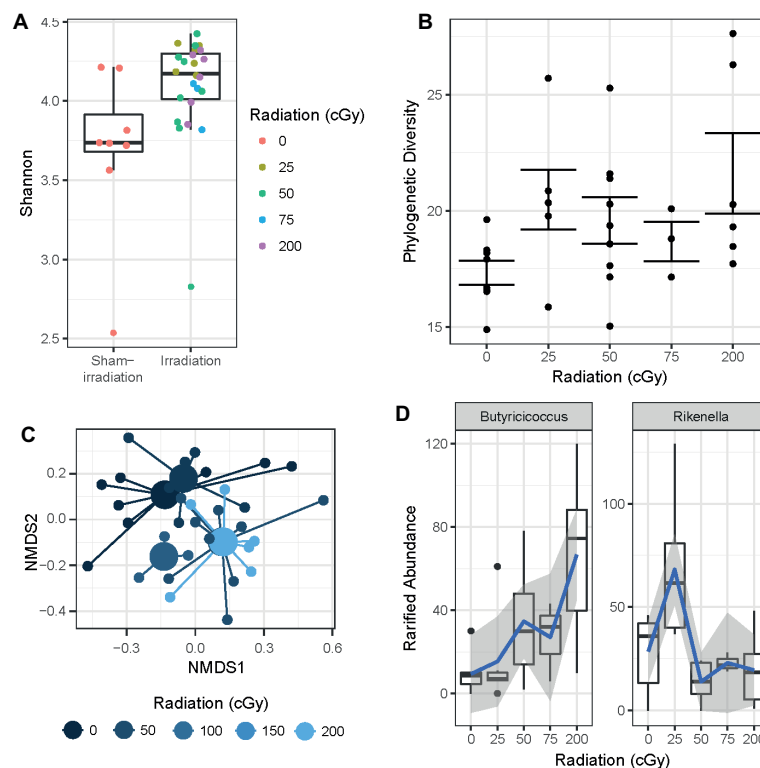 A
4.5
4.0
3.5
3.0
2.5
Shannon
Sham−
irradiation
Irradiation
Radiation (cGy)
0
25
50
75
200
B
25
20
15
Phylogenetic Diversity
0
25
50
75
200
Radiation (cGy)
C
0.2
0.0
−0.2
−0.4
NMDS2
−0.3
0.0
0.3
0.6
NMDS1
Radiation (cGy)
0
50
100
150
200
D
Butyricicoccus
Rikenella
120
80
40
0
100
50
0
Rarified Abundance
0
25
50
75
200
0
25
50
75
200
Radiation (cGy)